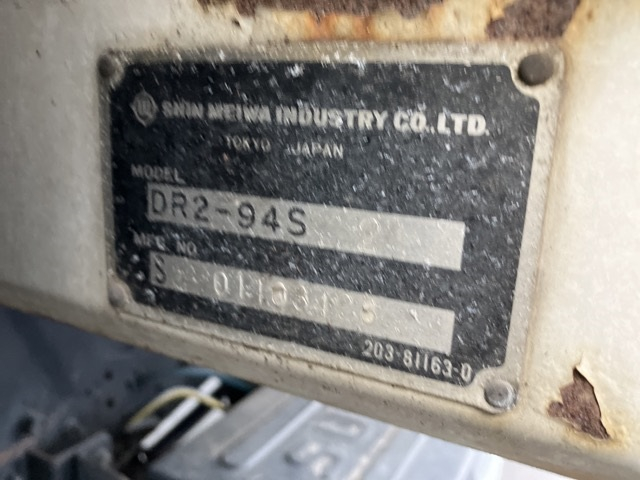 SHIN MEIWA INDUSTRY CO.,LTD.
TOKYO JAPAN
MODEL
DR2-94S
MFG NO
203-81163-0